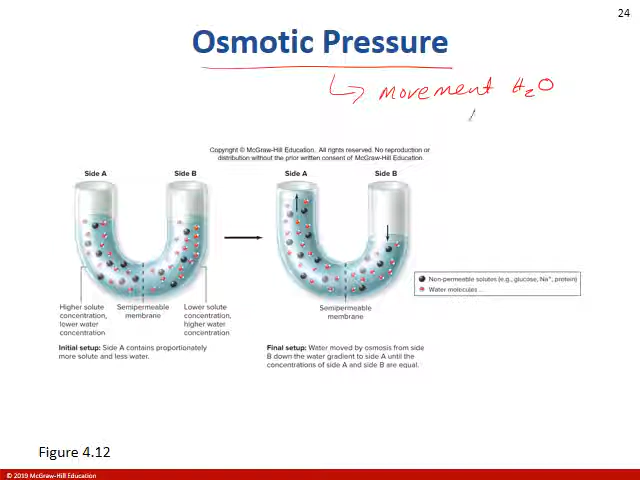 24
Osmotic Pressure
movement H₂O
Copyright © McGraw-Hill Education. All rights reserved. No reproduction or
distribution without the prior written consent of McGraw-Hill Education.
Side A
Side B
Side A
Side B
Non-permeable solutes (e.g., glucose, Na⁺, protein)
Water molecules
Higher solute
concentration,
lower water
concentration
Semipermeable
membrane
Lower solute
concentration,
higher water
concentration
Semipermeable
membrane
Initial setup: Side A contains proportionately
more solute and less water.
Final setup: Water moved by osmosis from side
B down the water gradient to side A until the
concentrations of side A and side B are equal.
Figure 4.12
© 2019 McGraw-Hill Education